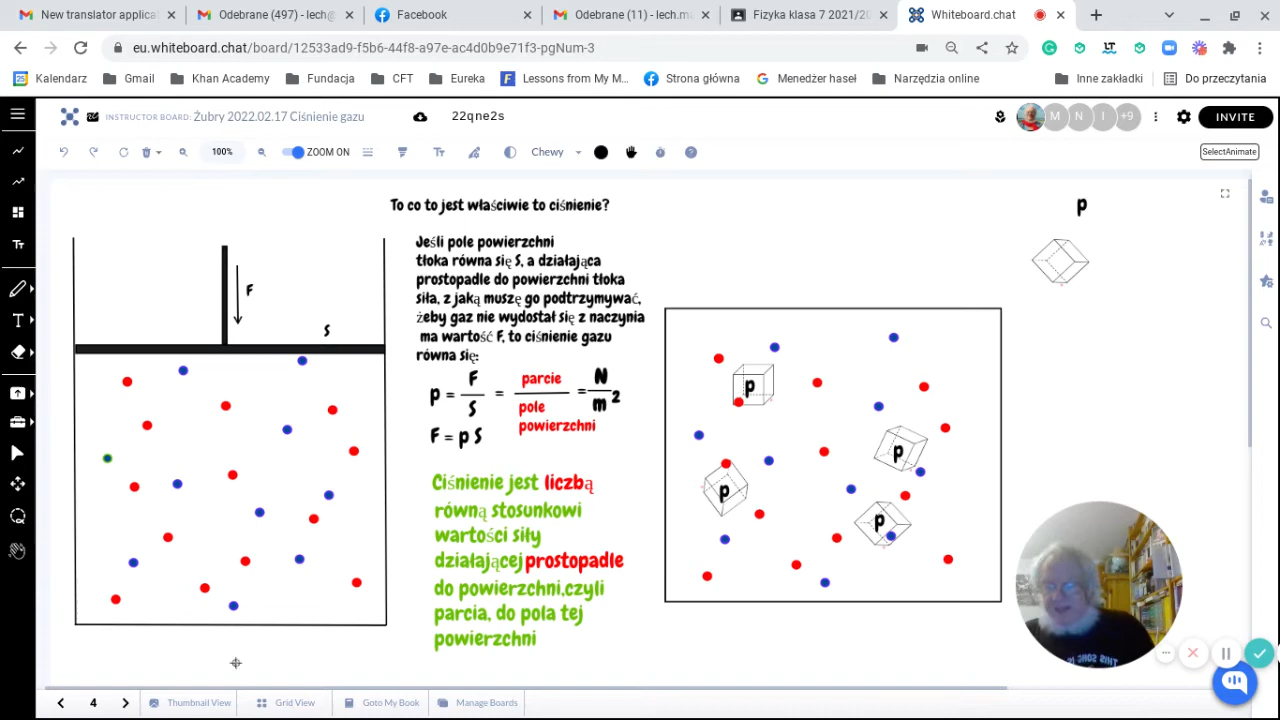 New translator applica
Odebrane (497) - lech@
Facebook
Odebrane (11) - lech.m
Fizyka klasa 7 2021/20
Whiteboard.chat
eu.whiteboard.chat/board/12533ad9-f5b6-44f8-a97e-ac4d0b9e71f3-pgNum-3
Kalendarz
Gmail
Khan Academy
Fundacja
CFT
Eureka
Lessons from My M...
Strona główna
Menedżer haseł
Narzędzia online
Inne zakładki
Do przeczytania
INSTRUCTOR BOARD: Żubry 2022.02.17 Ciśnienie gazu
22qne2s
M N I +9
INVITE
100%
ZOOM ON
Chewy
SelectAnimate
To co to jest właściwie to ciśnienie?
p
F
S
Jeśli pole powierzchni
tłoka równa się S, a działająca
prostopadle do powierzchni tłoka
siła, z jaką muszę go podtrzymywać,
żeby gaz nie wydostał się z naczynia
ma wartość F, to ciśnienie gazu
równa się:
p = F/S = parcie / pole powierzchni = N/m2
F = p S
Ciśnienie jest liczbą
równą stosunkowi
wartości siły
działającej prostopadle
do powierzchni,czyli
parcia, do pola tej
powierzchni
p
p
p
p
THIS SONG IS
4
Thumbnail View
Grid View
Goto My Book
Manage Boards